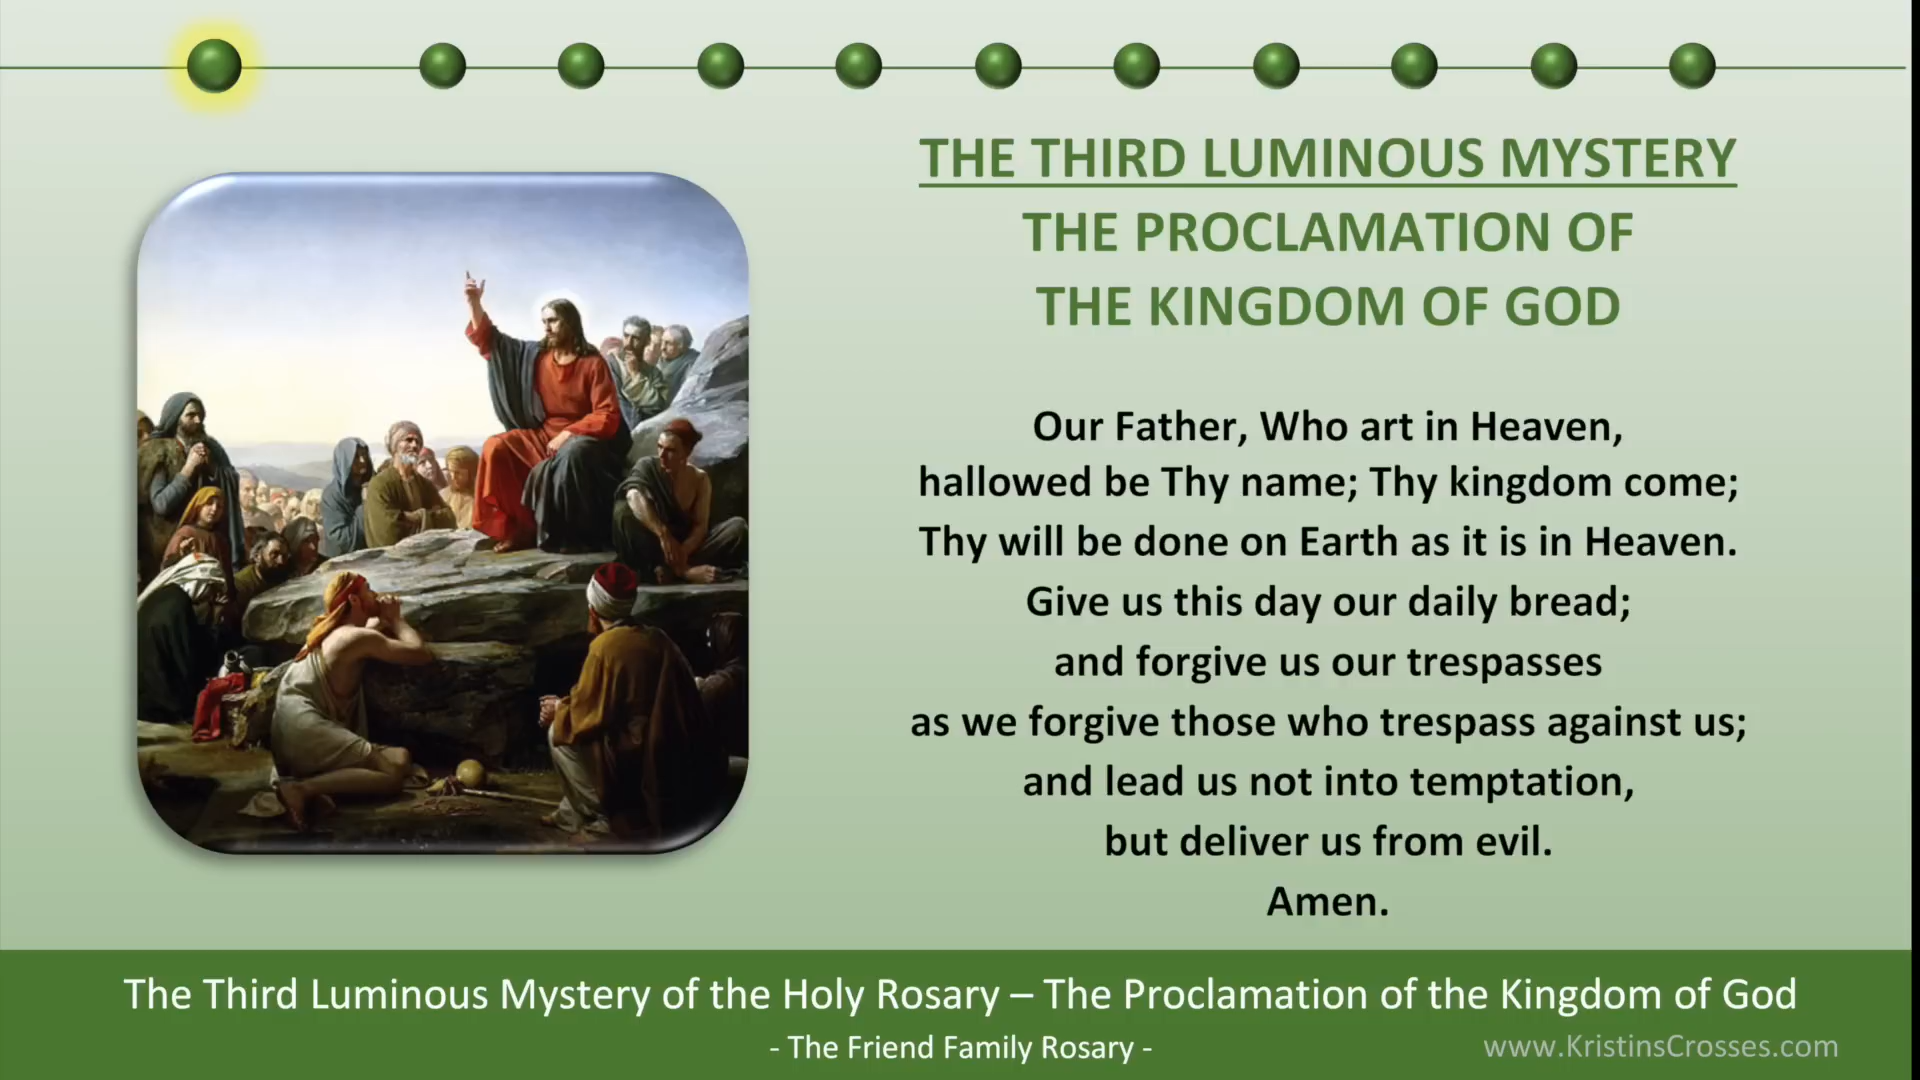 THE THIRD LUMINOUS MYSTERY
THE PROCLAMATION OF
THE KINGDOM OF GOD
Our Father, Who art in Heaven,
hallowed be Thy name; Thy kingdom come;
Thy will be done on Earth as it is in Heaven.
Give us this day our daily bread;
and forgive us our trespasses
as we forgive those who trespass against us;
and lead us not into temptation,
but deliver us from evil.
Amen.
The Third Luminous Mystery of the Holy Rosary – The Proclamation of the Kingdom of God
- The Friend Family Rosary -
www.KristinsCrosses.com